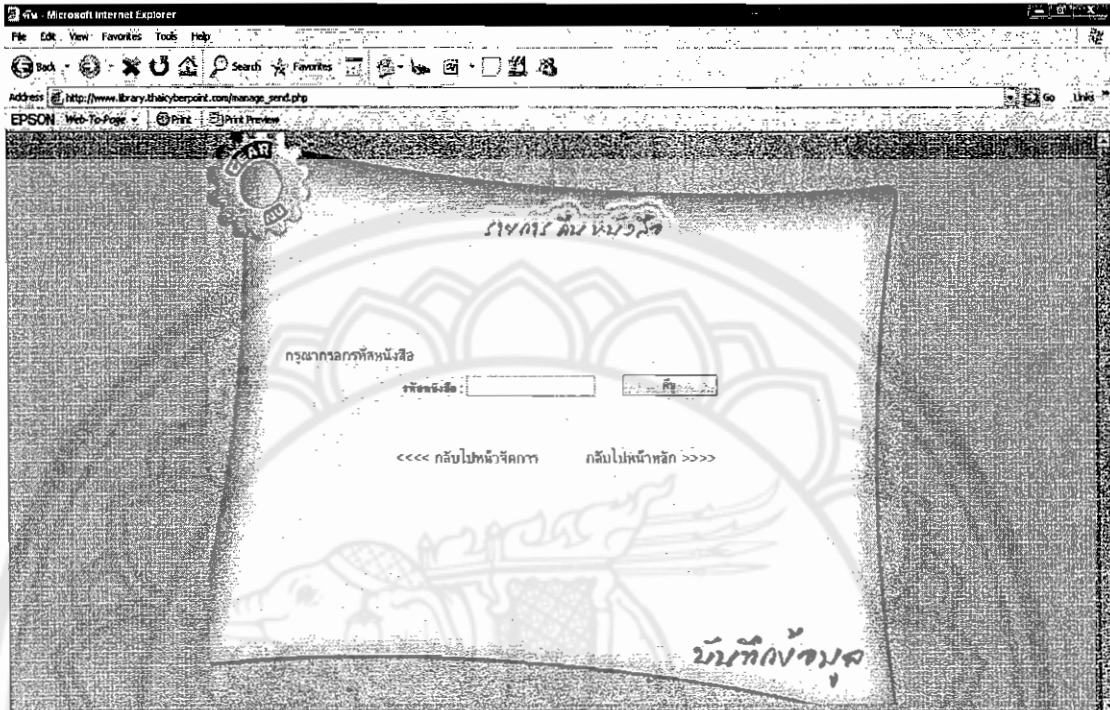 คืน - Microsoft Internet Explorer
File Edit View Favorites Tools Help
Back Search Favorites
Address http://www.library.thaicyberpoint.com/manage_send.php Go Links »
EPSON Web-To-Page Print Print Preview
GEAR
รายการ คืน หนังสือ
กรุณากรอกรหัสหนังสือ
รหัสหนังสือ : คืน
<<<< กลับไปหน้าจัดการ กลับไปหน้าหลัก >>>>
บันทึกข้อมูล